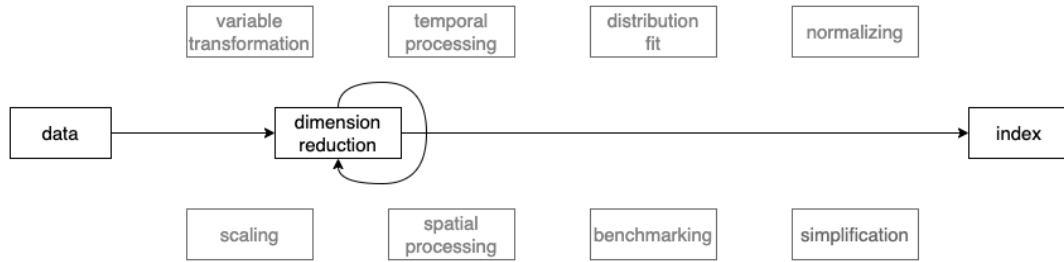 variable
transformation
temporal
processing
distribution
fit
normalizing
data
dimension
reduction
index
scaling
spatial
processing
benchmarking
simplification